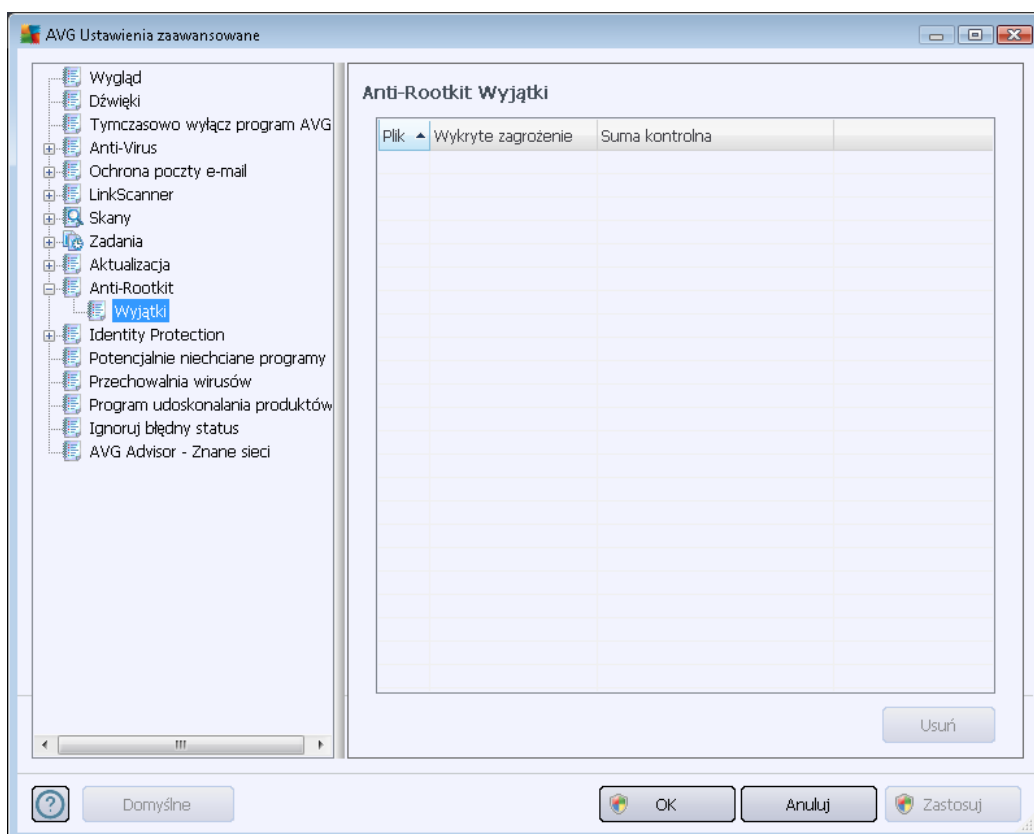 AVG Ustawienia zaawansowane
Wygląd
Dźwięki
Tymczasowo wyłącz program AVG
Anti-Virus
Ochrona poczty e-mail
LinkScanner
Skany
Zadania
Aktualizacja
Anti-Rootkit
Wyjątki
Identity Protection
Potencjalnie niechciane programy
Przechowalnia wirusów
Program udoskonalania produktów
Ignoruj błędny status
AVG Advisor - Znane sieci
Anti-Rootkit Wyjątki
Plik Wykryte zagrożenie Suma kontrolna
Usuń
Domyślne OK Anuluj Zastosuj